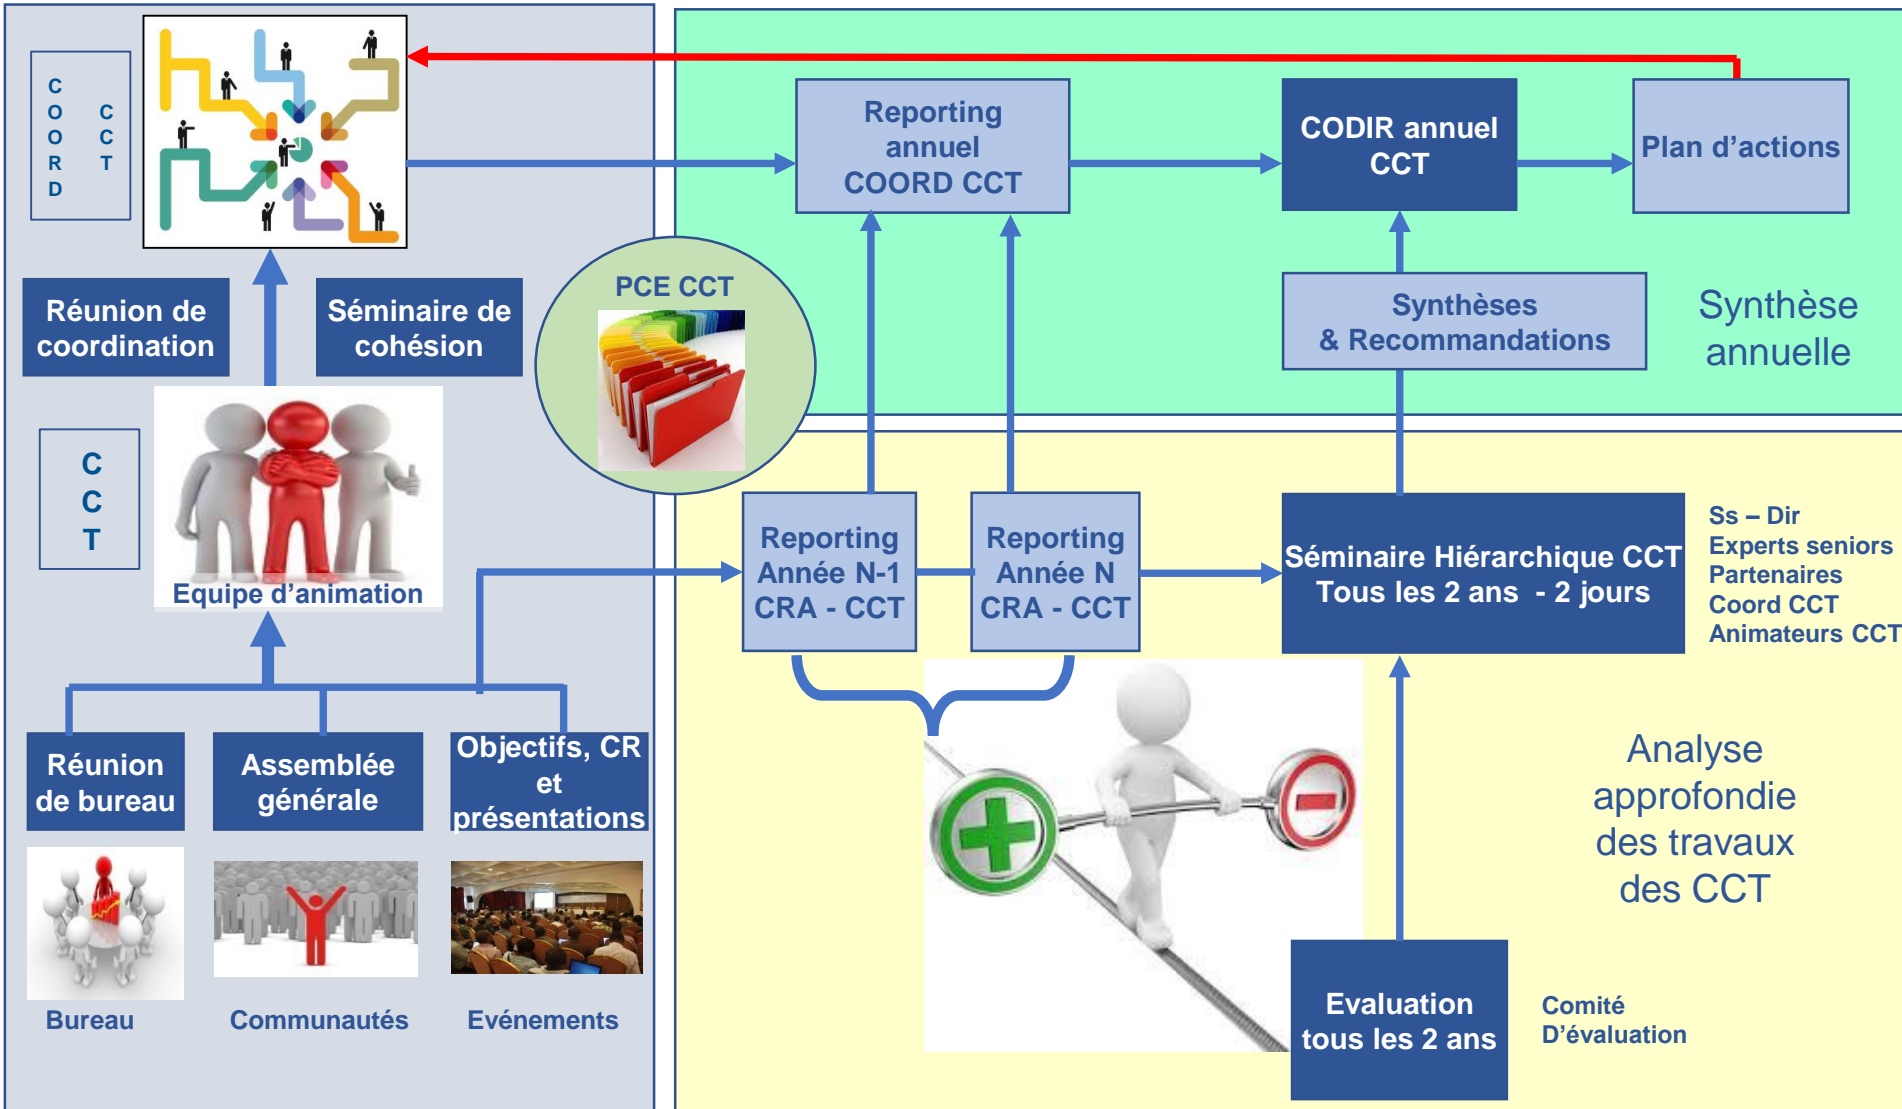 COORD
CCT
Réunion de
coordination
Séminaire de
cohésion
CCT
Equipe d'animation
Réunion
de bureau
Assemblée
générale
Objectifs, CR
et
présentations
Bureau
Communautés
Evénements
PCE CCT
Reporting
annuel
COORD CCT
CODIR annuel
CCT
Plan d'actions
Synthèses
& Recommandations
Synthèse
annuelle
Reporting
Année N-1
CRA - CCT
Reporting
Année N
CRA - CCT
Séminaire Hiérarchique CCT
Tous les 2 ans - 2 jours
Ss – Dir
Experts seniors
Partenaires
Coord CCT
Animateurs CCT
Analyse
approfondie
des travaux
des CCT
Evaluation
tous les 2 ans
Comité
D'évaluation